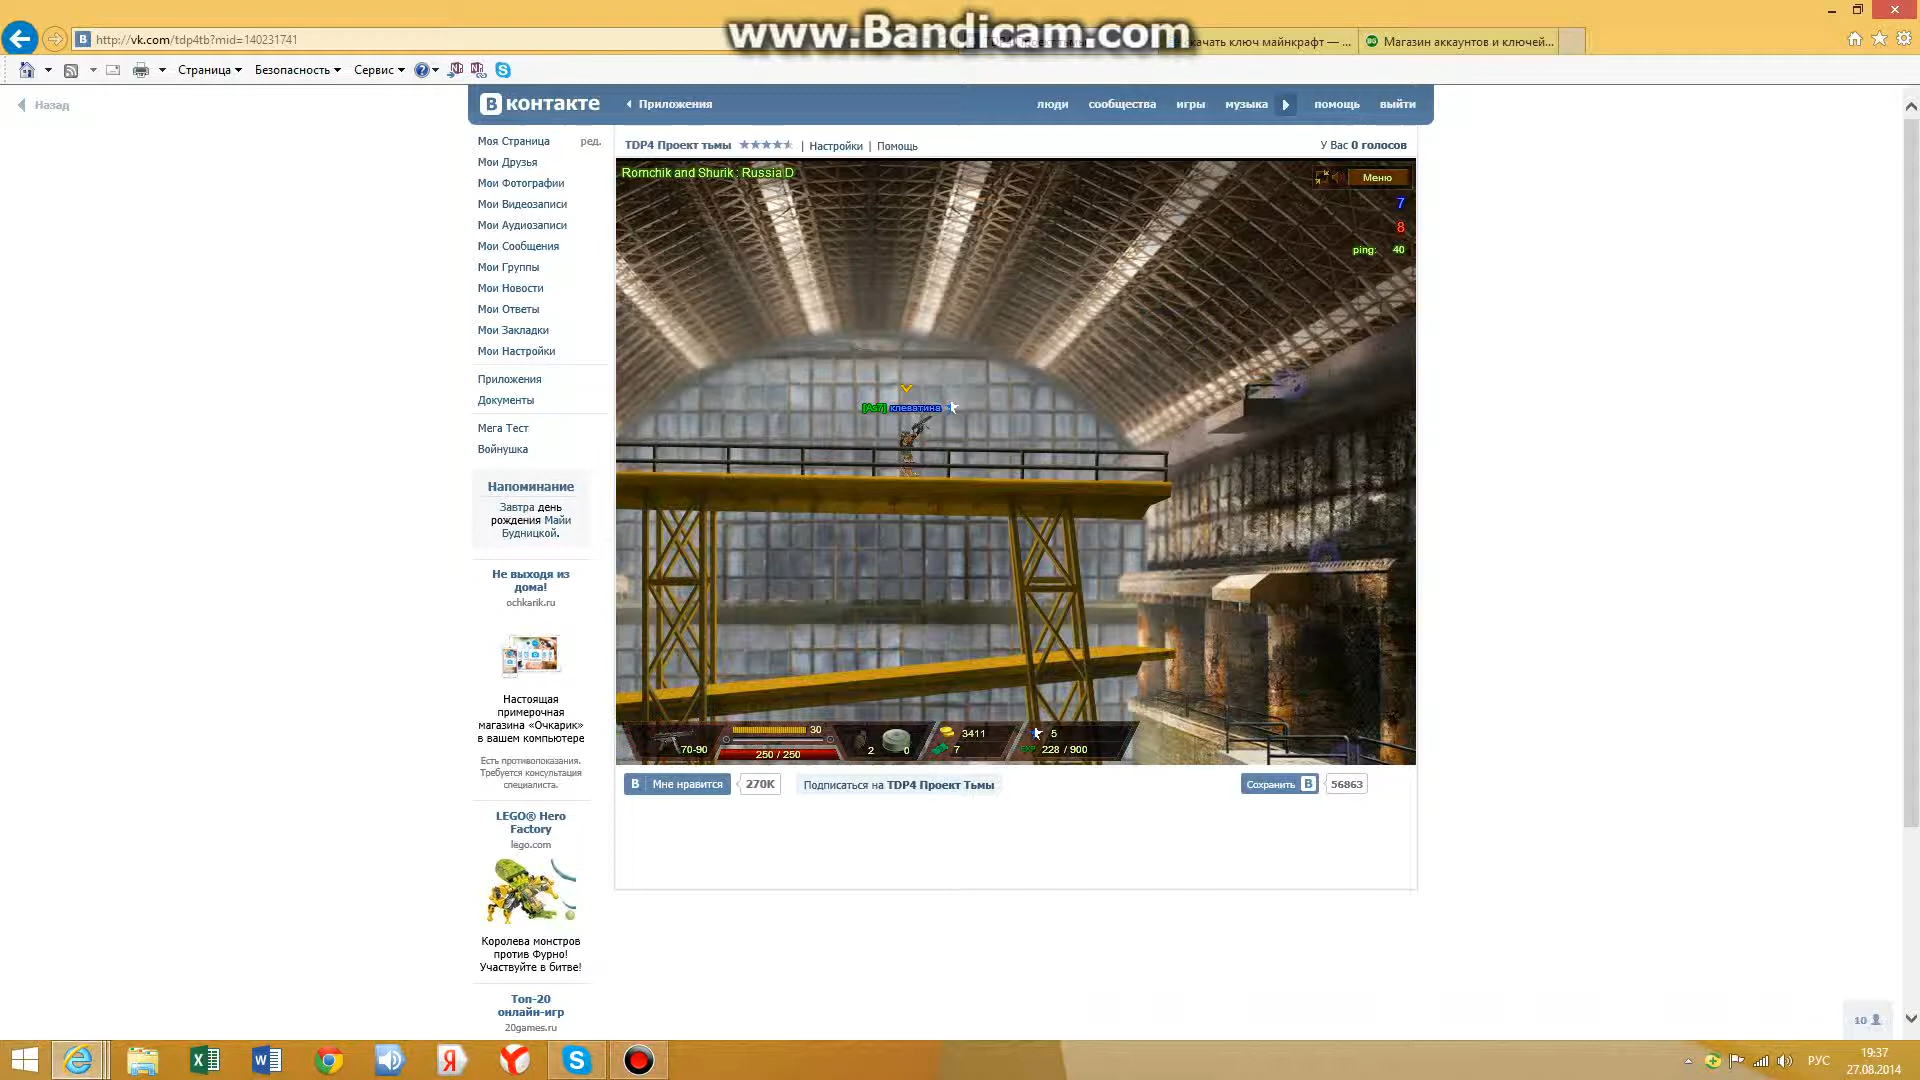 www.Bandicam.com
http://vk.com/tdp4tb?mid=140231741
скачать ключ майнкрафт — ...
Магазин аккаунтов и ключей...
Страница
Безопасность
Сервис
Назад
В контакте
Приложения
люди
сообщества
игры
музыка
помощь
выйти
Моя Страница
ред.
Мои Друзья
Мои Фотографии
Мои Видеозаписи
Мои Аудиозаписи
Мои Сообщения
Мои Группы
Мои Новости
Мои Ответы
Мои Закладки
Мои Настройки
Приложения
Документы
Мега Тест
Войнушка
Напоминание
Завтра день
рождения Майи
Будницкой.
Не выходя из
дома!
ochkarik.ru
Настоящая
примерочная
магазина «Очкарик»
в вашем компьютере
Есть противопоказания.
Требуется консультация
специалиста.
LEGO® Hero
Factory
lego.com
Королева монстров
против Фурно!
Участвуйте в битве!
Топ-20
онлайн-игр
20games.ru
TDP4 Проект тьмы
| Настройки | Помощь
У Вас 0 голосов
Romchik and Shurik : Russia D
Меню
7
8
ping: 40
[As7] клеватина
70-90
30
250 / 250
2
0
3411
7
5
EXP 228 / 900
В Мне нравится
270K
Подписаться на TDP4 Проект Тьмы
Сохранить В
56863
10
РУС
19:37
27.08.2014